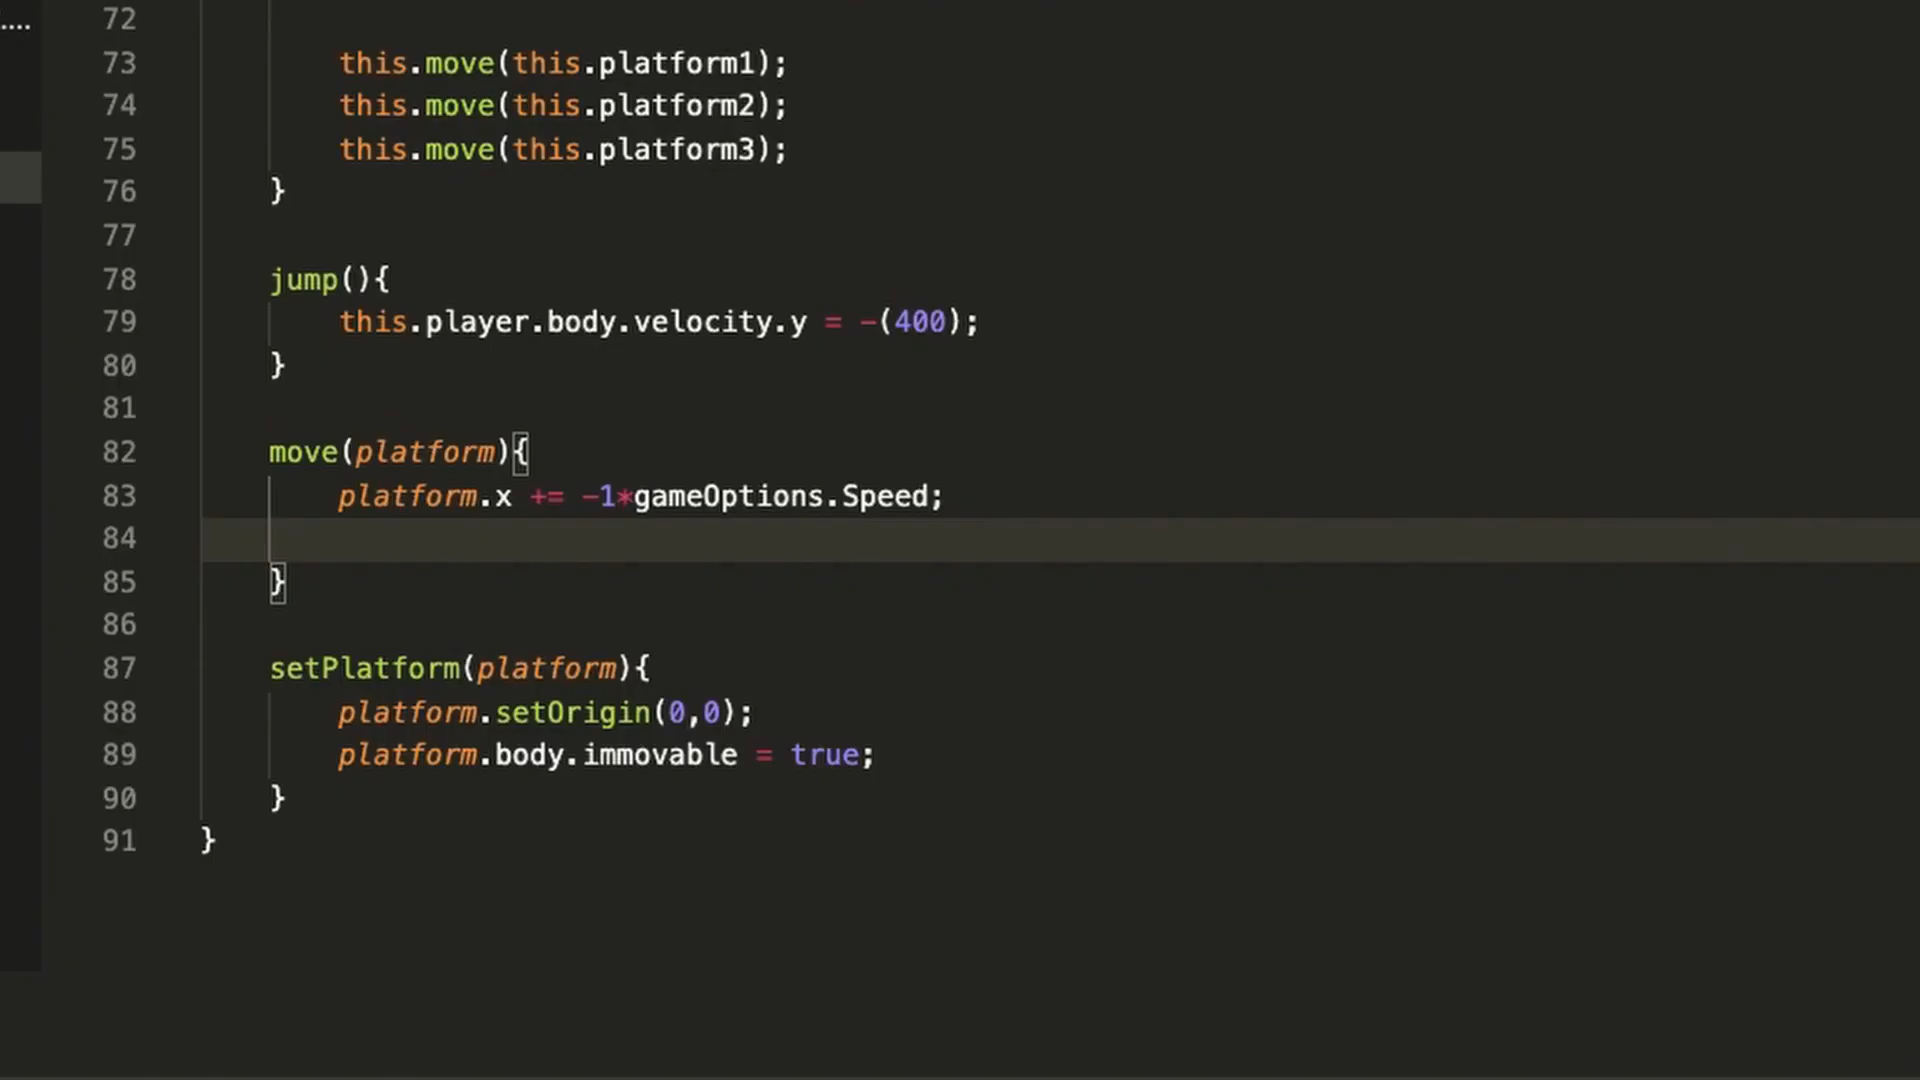 ....
72
73 this.move(this.platform1);
74 this.move(this.platform2);
75 this.move(this.platform3);
76 }
77
78 jump(){
79 this.player.body.velocity.y = -(400);
80 }
81
82 move(platform){
83 platform.x += -1*gameOptions.Speed;
84
85 }
86
87 setPlatform(platform){
88 platform.setOrigin(0,0);
89 platform.body.immovable = true;
90 }
91 }